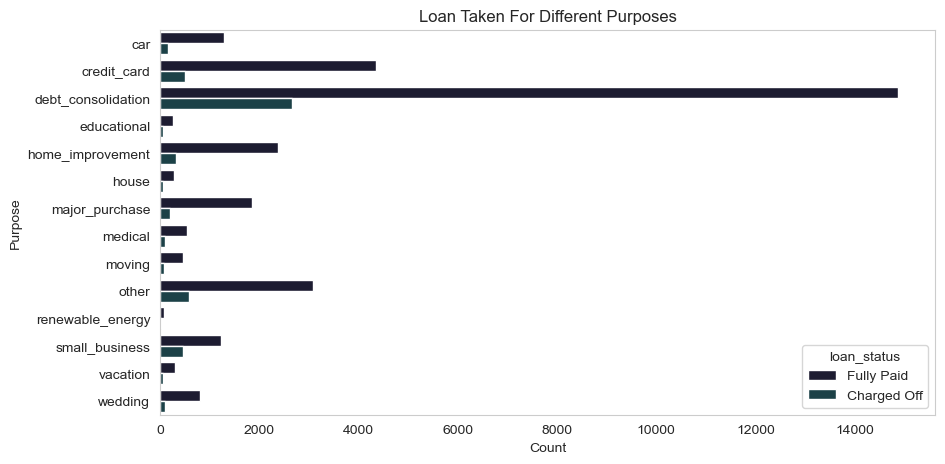 Loan Taken For Different Purposes
Purpose
car
credit_card
debt_consolidation
educational
home_improvement
house
major_purchase
medical
moving
other
renewable_energy
small_business
vacation
wedding
loan_status
Fully Paid
Charged Off
0 2000 4000 6000 8000 10000 12000 14000
Count